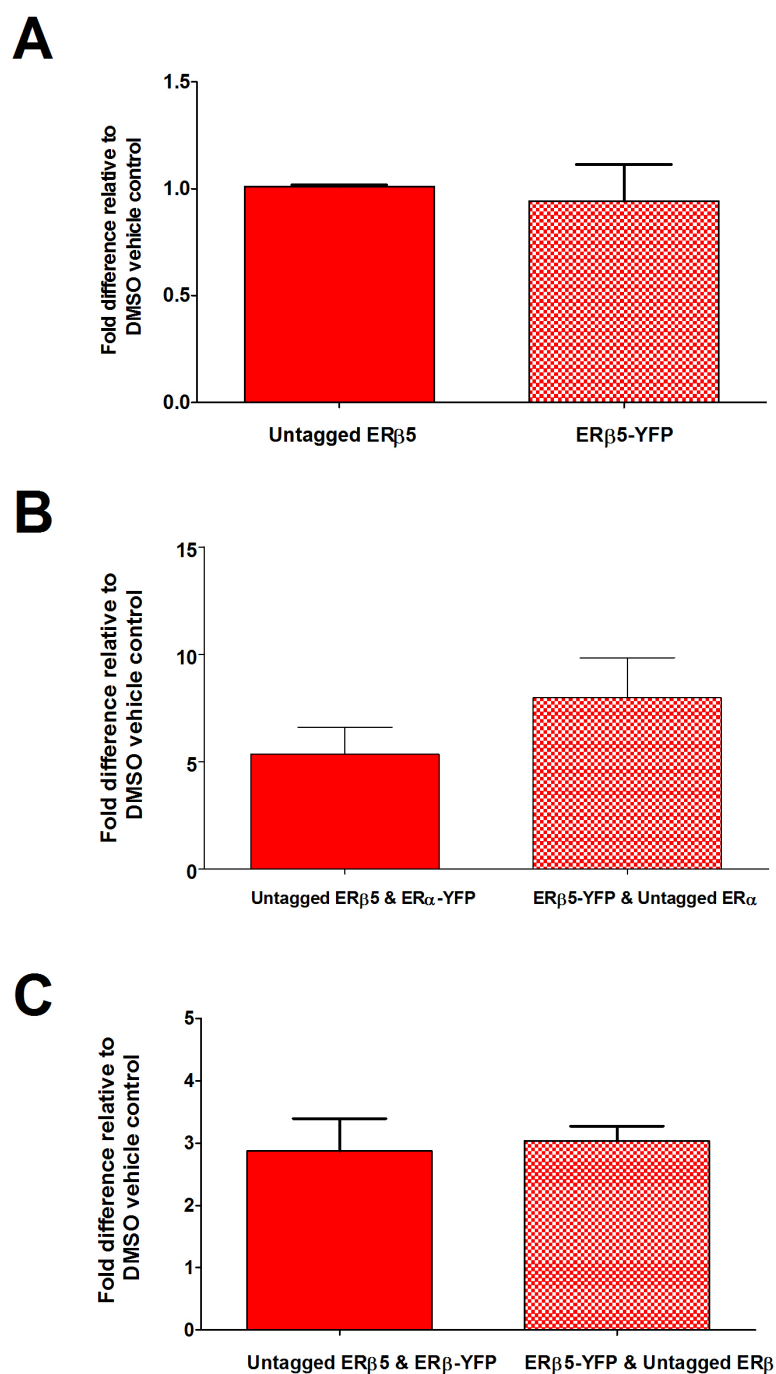 A
Fold difference relative to
DMSO vehicle control
1.5
1.0
0.5
0.0
Untagged ERβ5
ERβ5-YFP
B
Fold difference relative to
DMSO vehicle control
15
10
5
0
Untagged ERβ5 & ERα-YFP
ERβ5-YFP & Untagged ERα
C
Fold difference relative to
DMSO vehicle control
5
4
3
2
1
0
Untagged ERβ5 & ERβ-YFP
ERβ5-YFP & Untagged ERβ